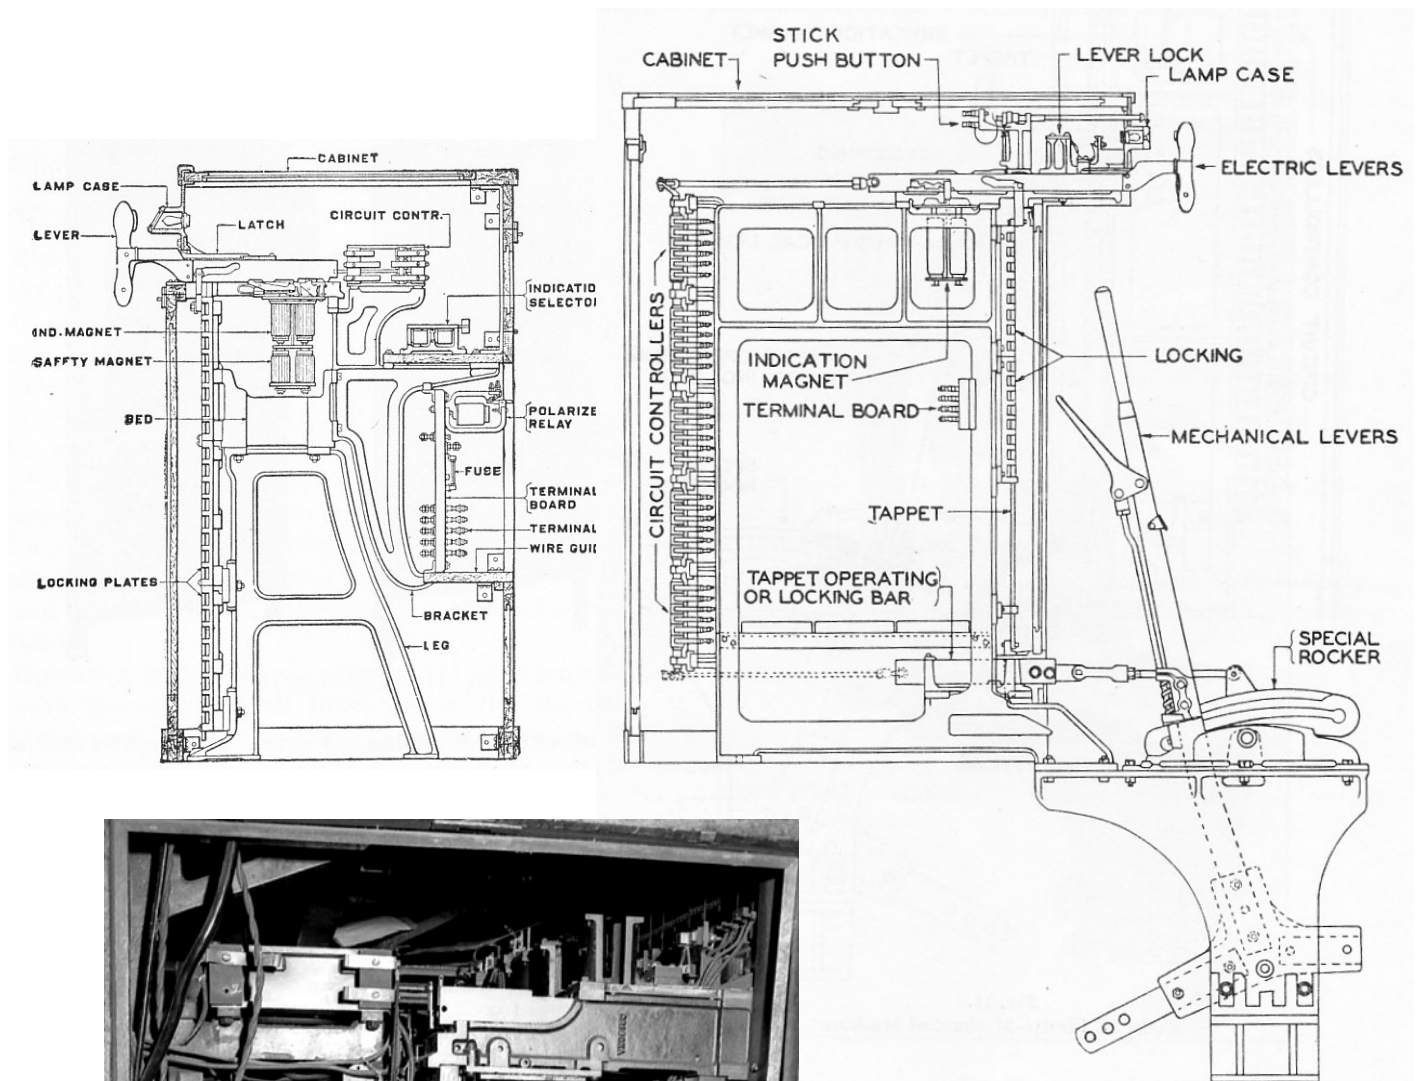 CABINET
LAMP CASE
LEVER
LATCH
CIRCUIT CONTR.
INDICATIO
SELECTOR
IND. MAGNET
SAFFTY MAGNET
BED
POLARIZE
RELAY
FUSE
TERMINAL
BOARD
TERMINAL
WIRE GUI
LOCKING PLATES
BRACKET
LEG
STICK
PUSH BUTTON
CABINET
LEVER LOCK
LAMP CASE
ELECTRIC LEVERS
CIRCUIT CONTROLLERS
INDICATION
MAGNET
TERMINAL BOARD
LOCKING
MECHANICAL LEVERS
TAPPET
TAPPET OPERATING
OR LOCKING BAR
SPECIAL
ROCKER